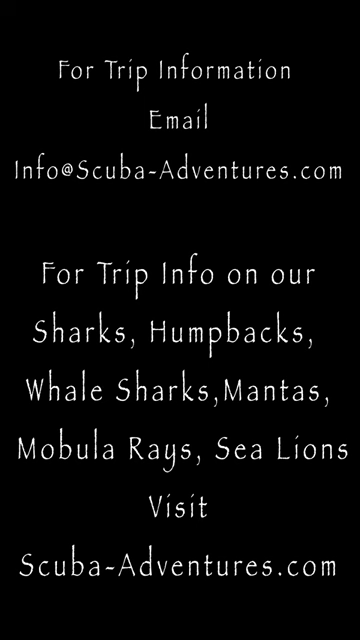 For Trip Information
Email
Info@Scuba-Adventures.com
For Trip Info on our
Sharks, Humpbacks,
Whale Sharks,Mantas,
Mobula Rays, Sea Lions
Visit
Scuba-Adventures.com